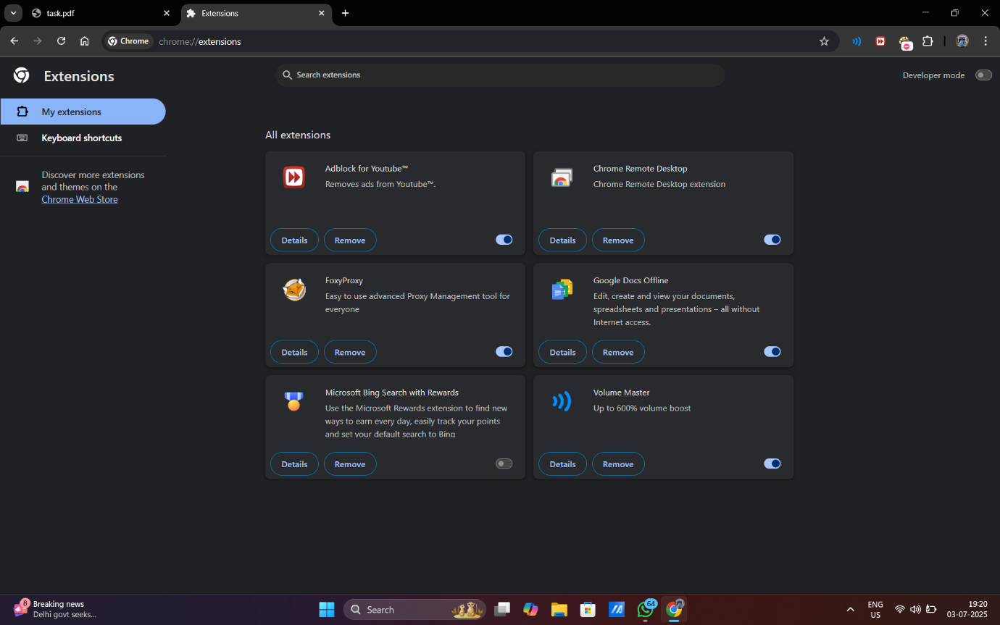 task.pdf
Extensions
Chrome
chrome://extensions
Extensions
Search extensions
Developer mode
My extensions
Keyboard shortcuts
Discover more extensions
and themes on the
Chrome Web Store
All extensions
Adblock for Youtube™
Removes ads from Youtube™.
Details
Remove
Chrome Remote Desktop
Chrome Remote Desktop extension
Details
Remove
FoxyProxy
Easy to use advanced Proxy Management tool for
everyone
Details
Remove
Google Docs Offline
Edit, create and view your documents,
spreadsheets and presentations – all without
Internet access.
Details
Remove
Microsoft Bing Search with Rewards
Use the Microsoft Rewards extension to find new
ways to earn every day, easily track your points
and set your default search to Bing
Details
Remove
Volume Master
Up to 600% volume boost
Details
Remove
8
Breaking news
Delhi govt seeks...
Search
64
ENG
US
19:20
03-07-2025